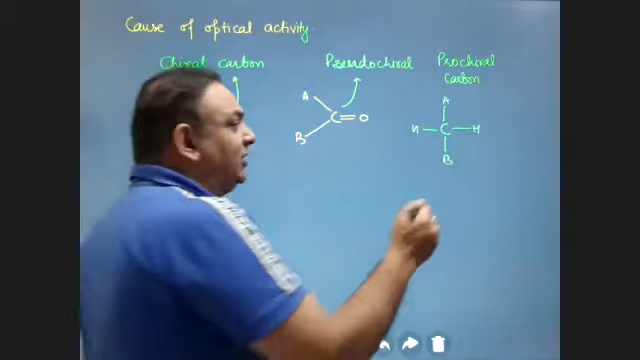 Cause of optical activity
Chiral carbon
Pseudochiral
Prochiral
Carbon
A
C=O
B
A
H-C-H
B